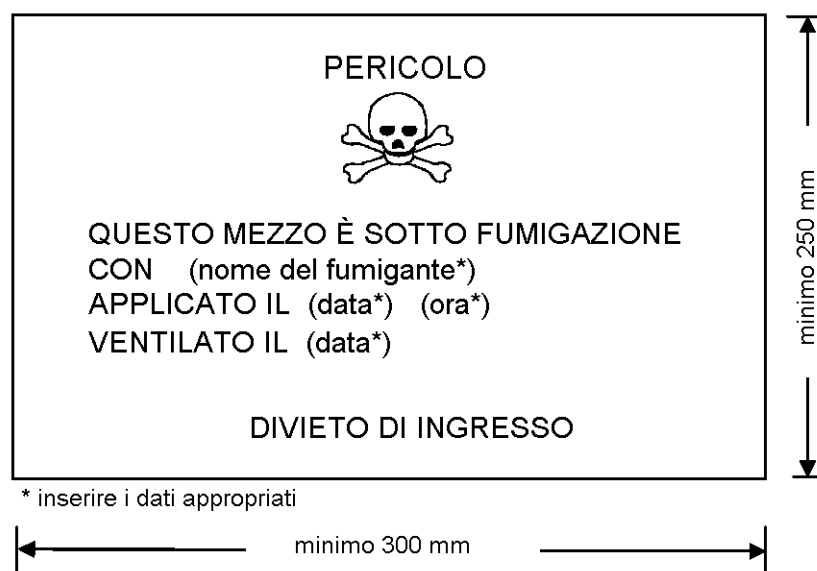 PERICOLO
QUESTO MEZZO È SOTTO FUMIGAZIONE
CON (nome del fumigante*)
APPLICATO IL (data*) (ora*)
VENTILATO IL (data*)
DIVIETO DI INGRESSO
* inserire i dati appropriati
minimo 300 mm
minimo 250 mm